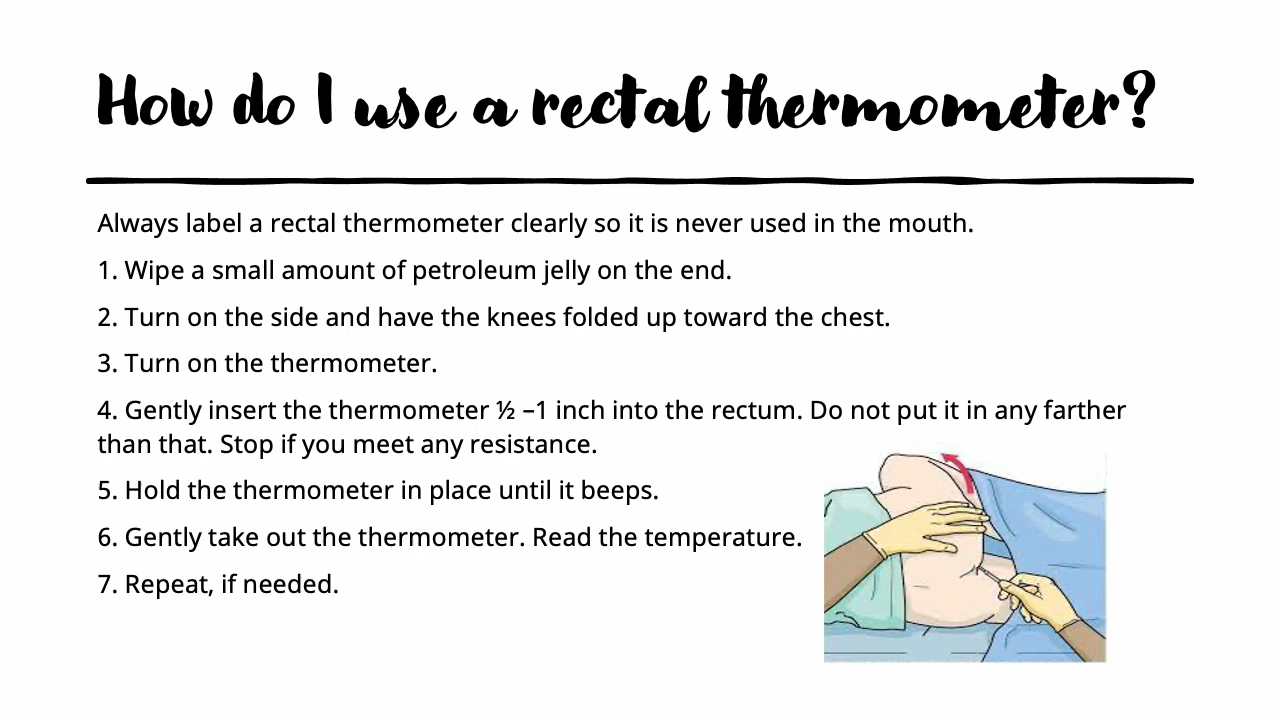 How do I use a rectal thermometer?
Always label a rectal thermometer clearly so it is never used in the mouth.
1. Wipe a small amount of petroleum jelly on the end.
2. Turn on the side and have the knees folded up toward the chest.
3. Turn on the thermometer.
4. Gently insert the thermometer ½ –1 inch into the rectum. Do not put it in any farther
than that. Stop if you meet any resistance.
5. Hold the thermometer in place until it beeps.
6. Gently take out the thermometer. Read the temperature.
7. Repeat, if needed.